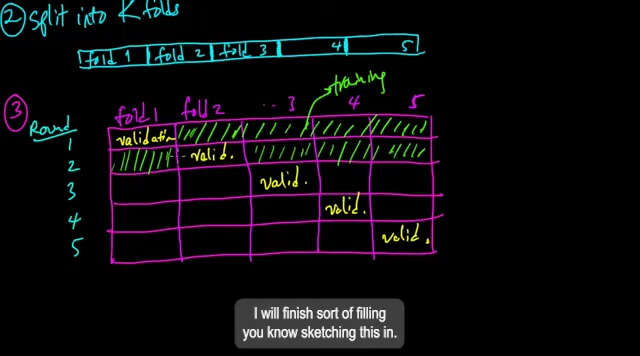 ② Split into K folds
fold 1 fold 2 fold 3 4 5
③ training
Round fold 1 fold 2 .. 3 4 5
1 validation
2 valid.
3 valid.
4 valid.
5 valid.
I will finish sort of filling
you know sketching this in.